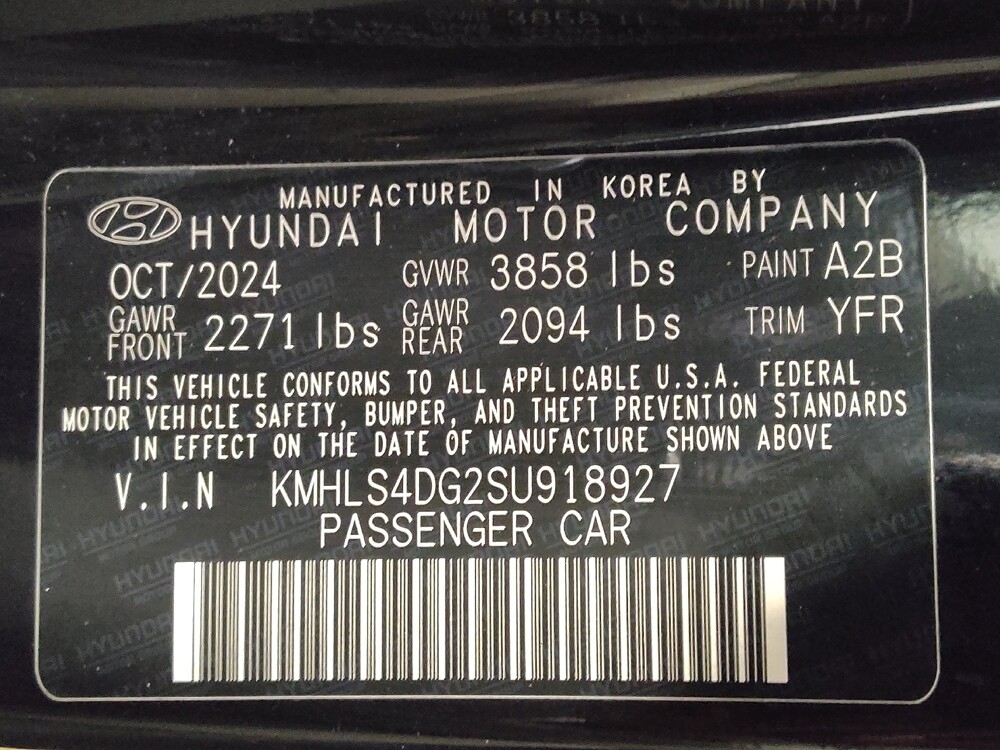 MANUFACTURED IN KOREA BY
HYUNDAI MOTOR COMPANY
OCT/2024 GVWR 3858 lbs PAINT A2B
GAWR FRONT 2271 lbs GAWR REAR 2094 lbs TRIM YFR
THIS VEHICLE CONFORMS TO ALL APPLICABLE U.S.A. FEDERAL
MOTOR VEHICLE SAFETY, BUMPER, AND THEFT PREVENTION STANDARDS
IN EFFECT ON THE DATE OF MANUFACTURE SHOWN ABOVE
V.I.N KMHLS4DG2SU918927
PASSENGER CAR